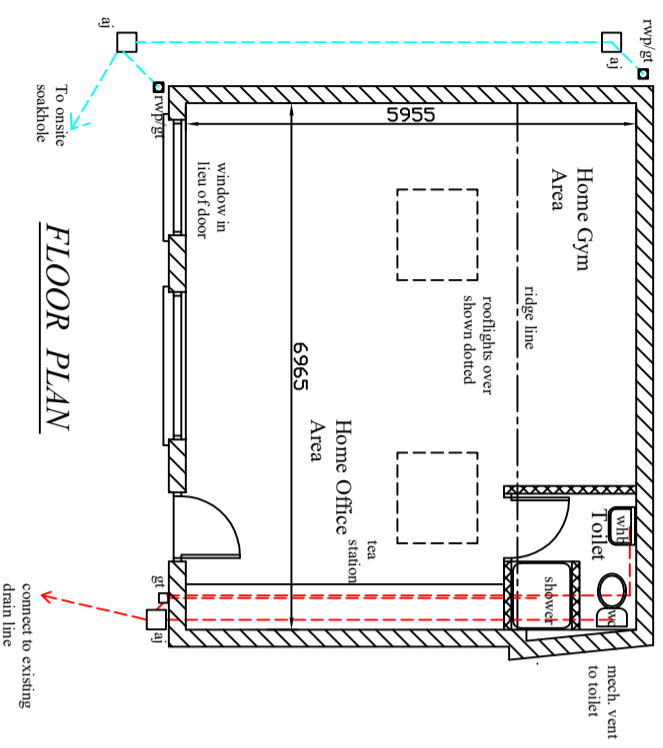 rwp/gt
aj
aj
rwp/gt
To onsite
soakhole
5955
Home Gym
Area
window in
lieu of door
ridge line
rooflights over
shown dotted
6965
Home Office
Area
tea
station
whb
Toilet
wc
shower
mech. vent
to toilet
gt
aj
connect to existing
drain line
FLOOR PLAN